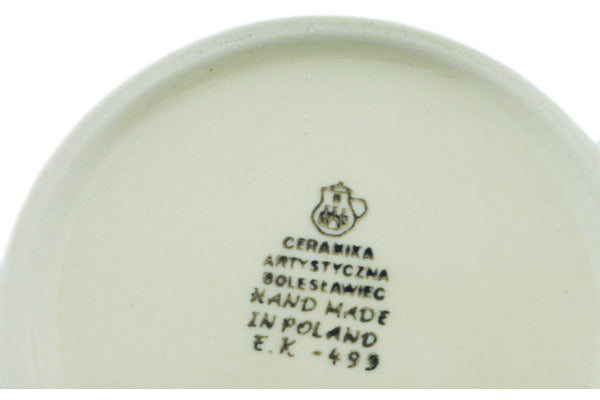 CERAMIKA
ARTYSTYCZNA
BOLESŁAWIEC
HAND MADE
IN POLAND
E.K - 499